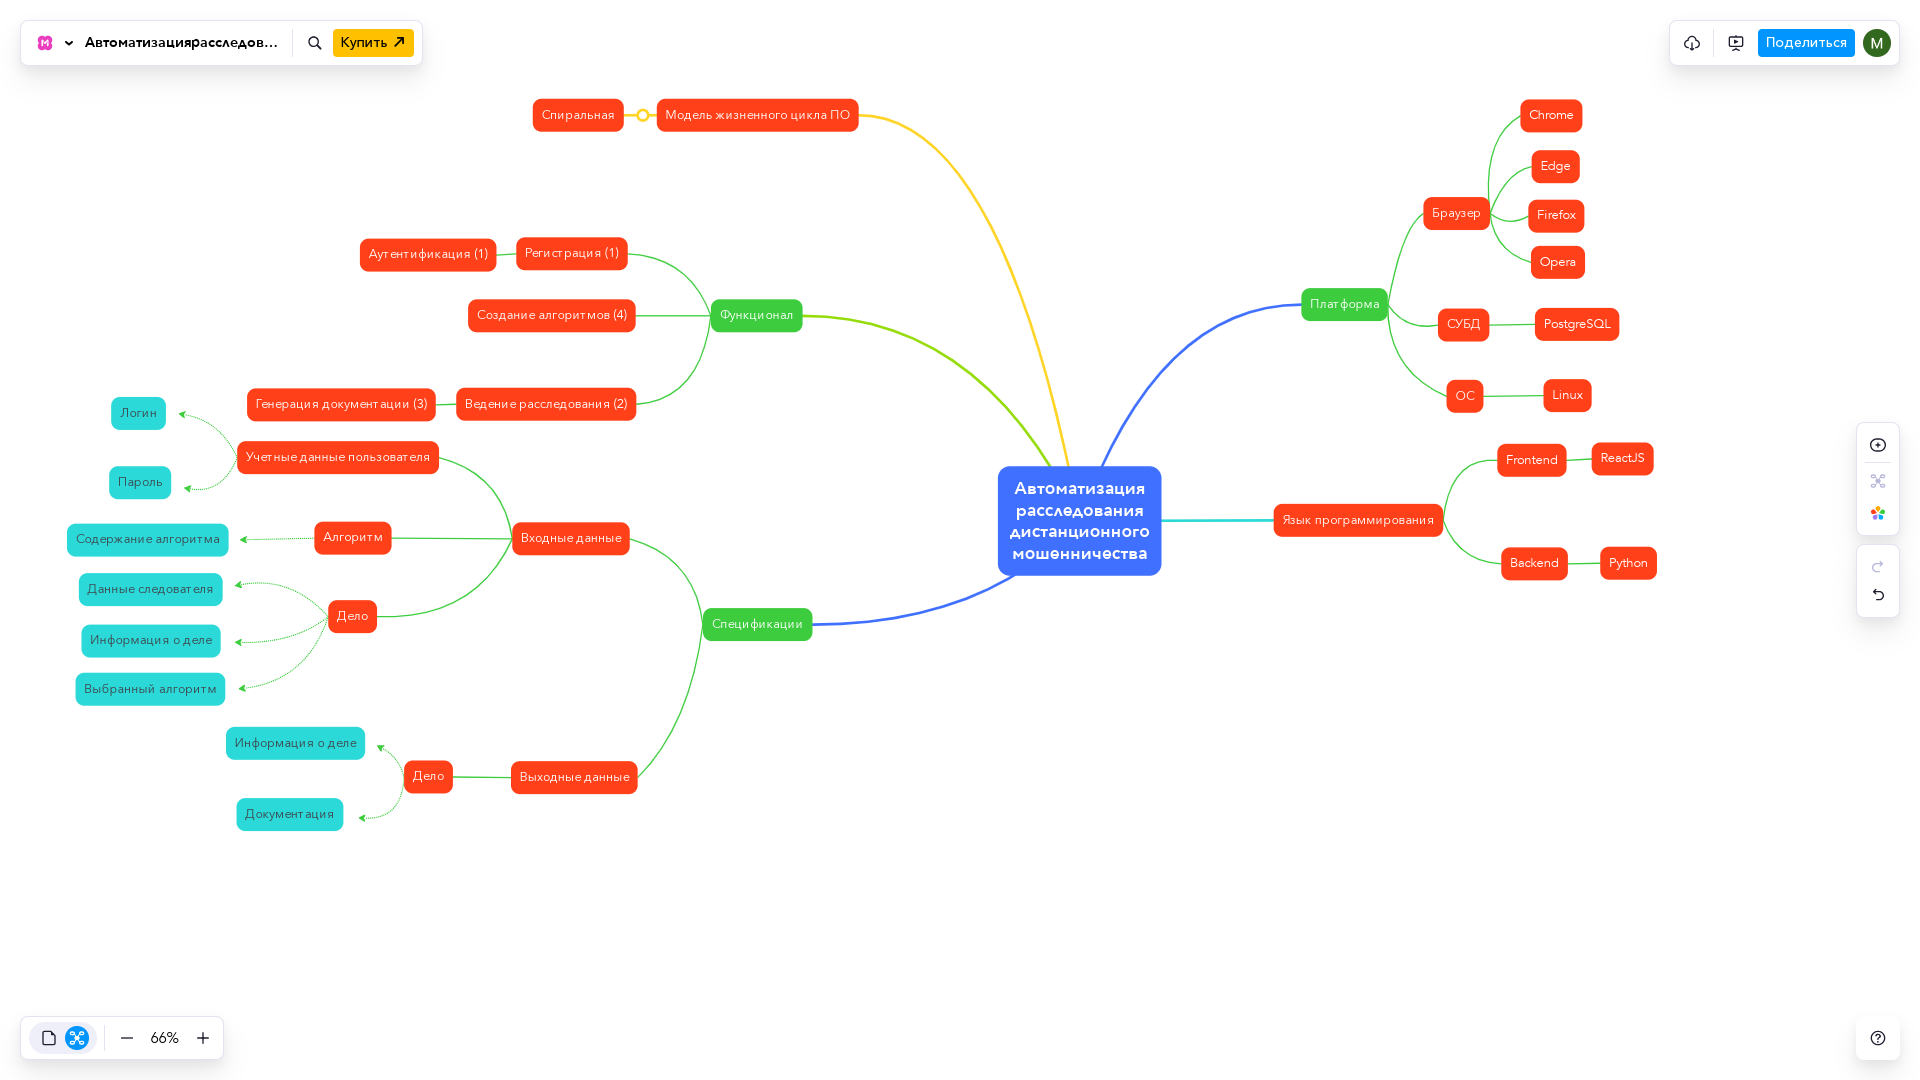 Автоматизациярасследов...
Купить
Поделиться
M
Спиральная
Модель жизненного цикла ПО
Аутентификация (1)
Регистрация (1)
Создание алгоритмов (4)
Функционал
Генерация документации (3)
Ведение расследования (2)
Логин
Пароль
Учетные данные пользователя
Содержание алгоритма
Алгоритм
Входные данные
Данные следователя
Информация о деле
Выбранный алгоритм
Дело
Спецификации
Информация о деле
Документация
Дело
Выходные данные
Автоматизация
расследования
дистанционного
мошенничества
Chrome
Edge
Firefox
Opera
Браузер
Платформа
СУБД
PostgreSQL
ОС
Linux
Frontend
ReactJS
Язык программирования
Backend
Python
66%